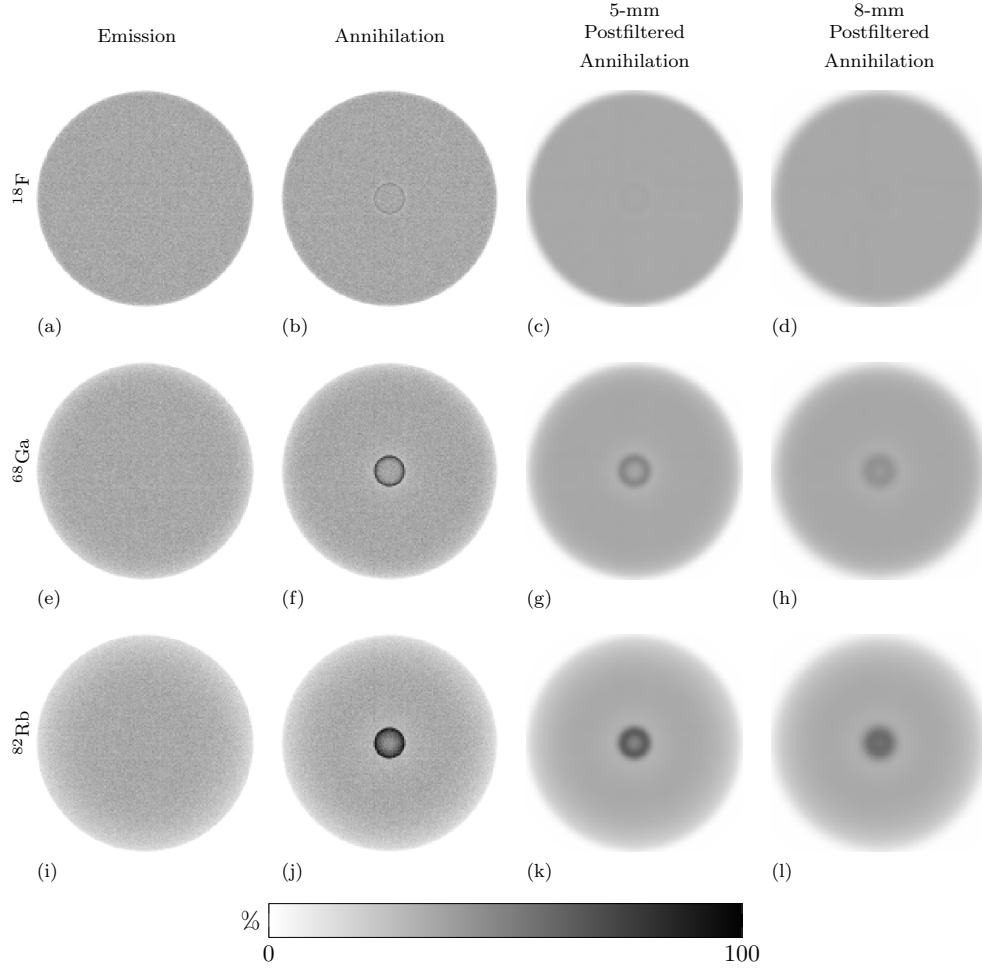 Emission
Annihilation
5-mm
Postfiltered
Annihilation
8-mm
Postfiltered
Annihilation
¹⁸F
(a)
(b)
(c)
(d)
⁶⁸Ga
(e)
(f)
(g)
(h)
⁸²Rb
(i)
(j)
(k)
(l)
%
0
100